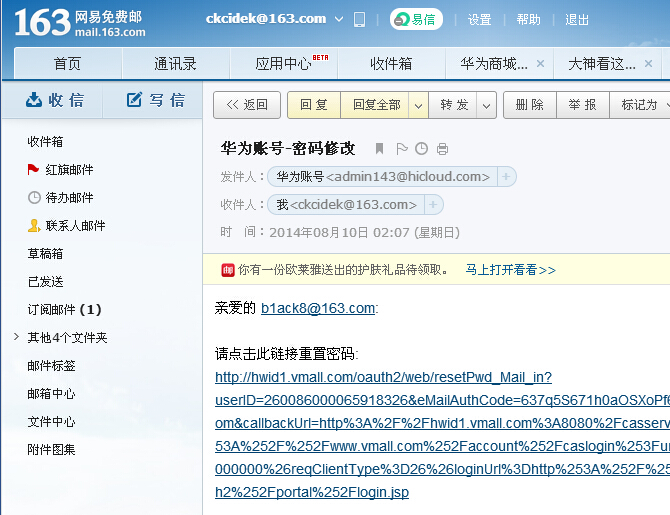 163 网易免费邮
mail.163.com
ckcidek@163.com 易信 设置 帮助 退出
首页 通讯录 应用中心 BETA 收件箱 华为商城... 大神看这...
收 信 写 信
<< 返回 回 复 回复全部 转 发 删 除 举 报 标记为
收件箱
红旗邮件
待办邮件
联系人邮件
草稿箱
已发送
订阅邮件 (1)
其他4个文件夹
邮件标签
邮箱中心
文件中心
附件图集
华为账号-密码修改
发件人: 华为账号<admin143@hicloud.com> +
收件人: 我<ckcidek@163.com> +
时 间: 2014年08月10日 02:07 (星期日)
你有一份欧莱雅送出的护肤礼品待领取。 马上打开看看>>
亲爱的 b1ack8@163.com:
请点击此链接重置密码:
http://hwid1.vmall.com/oauth2/web/resetPwd_Mail_in?
userID=260086000065918326&eMailAuthCode=637q5S671h0aOSXoPf6
om&callbackUrl=http%3A%2F%2Fhwid1.vmall.com%3A8080%2Fcasserv
53A%252F%252Fwww.vmall.com%252Faccount%252Fcaslogin%253Fur
000000%26reqClientType%3D26%26loginUrl%3Dhttp%253A%252F%25
h2%252Fportal%252Flogin.jsp